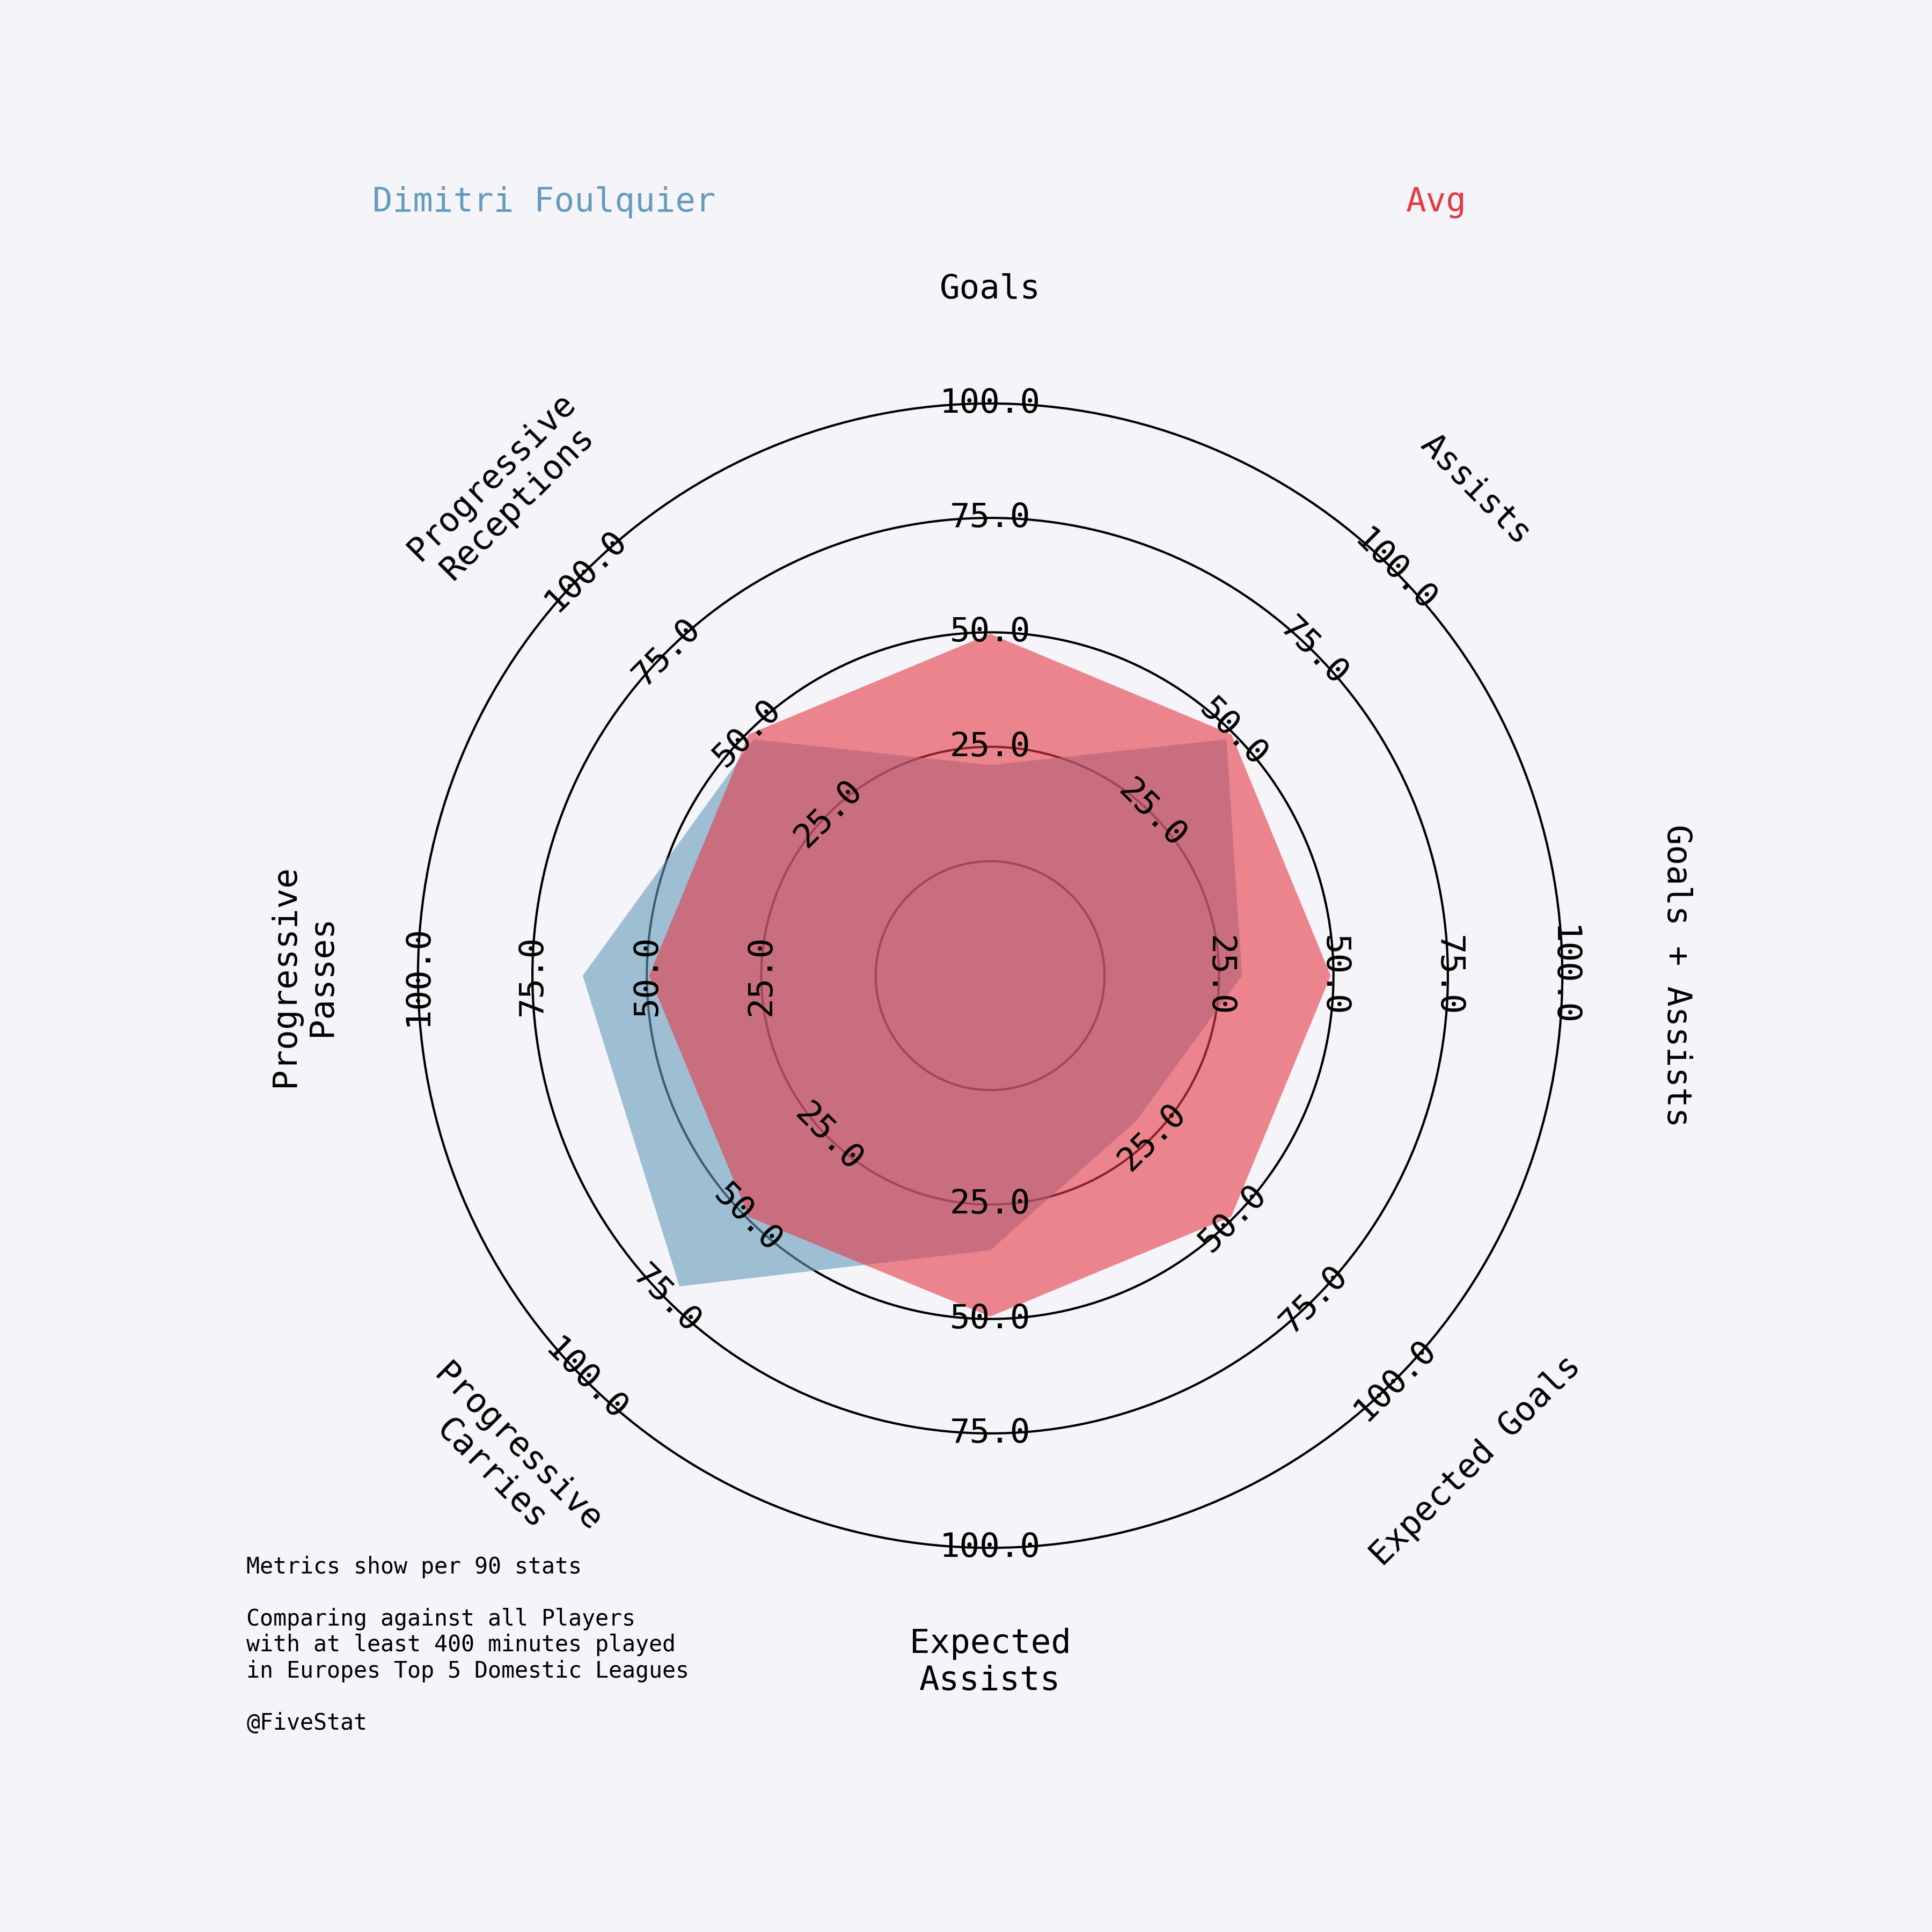 Dimitri Foulquier
Avg
Goals
Assists
Goals + Assists
Expected Goals
Expected
Assists
Progressive
Carries
Progressive
Passes
Progressive
Receptions
25.0
50.0
75.0
100.0
25.0
50.0
75.0
100.0
25.0
50.0
75.0
100.0
25.0
50.0
75.0
100.0
25.0
50.0
75.0
100.0
25.0
50.0
75.0
100.0
25.0
50.0
75.0
100.0
25.0
50.0
75.0
100.0
Metrics show per 90 stats
Comparing against all Players
with at least 400 minutes played
in Europes Top 5 Domestic Leagues
@FiveStat